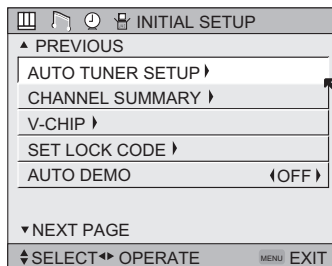 INITIAL SETUP
PREVIOUS
AUTO TUNER SETUP
CHANNEL SUMMARY
V-CHIP
SET LOCK CODE
AUTO DEMO OFF
NEXT PAGE
SELECT OPERATE MENU EXIT